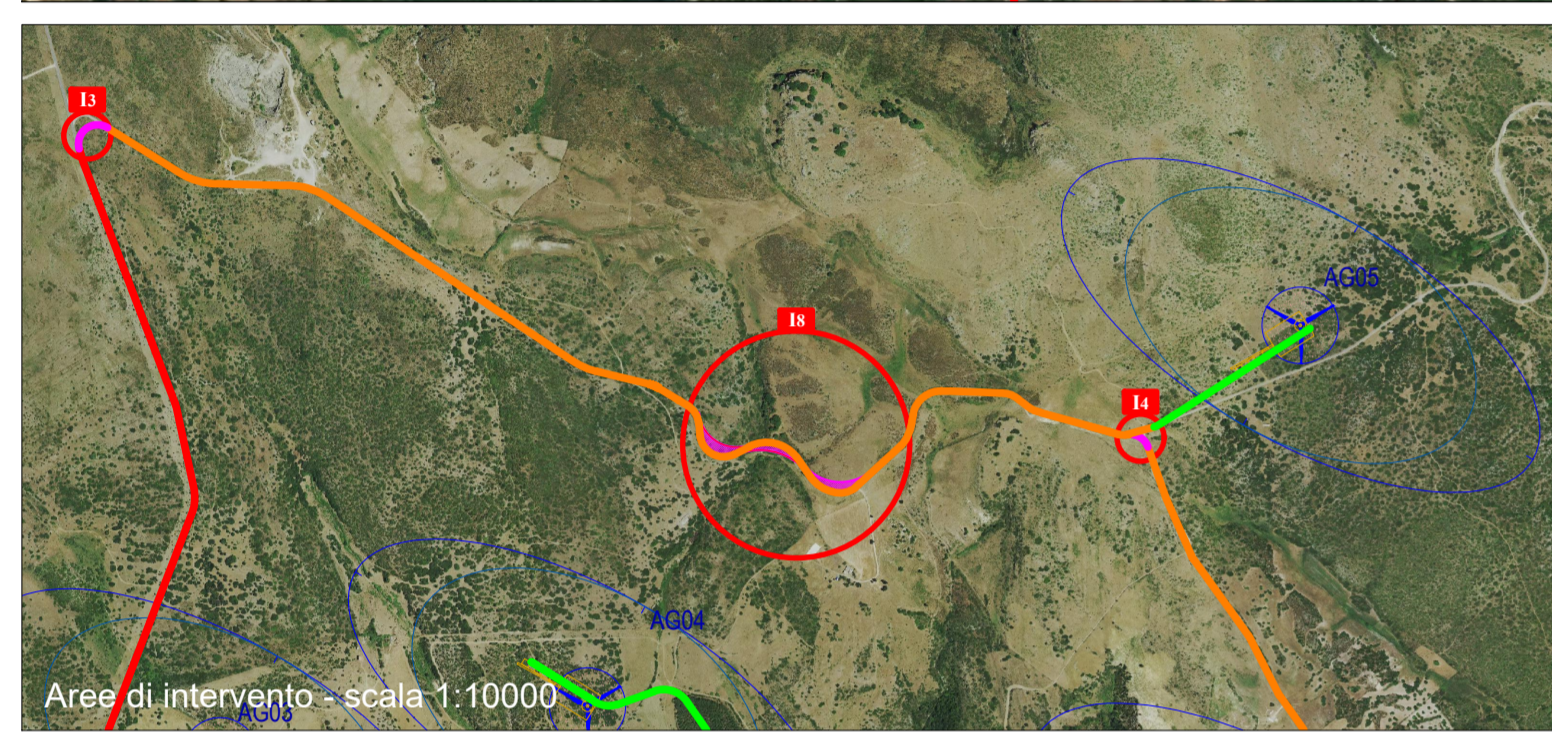 I3
AG05
I8
I4
AG04
Aree di intervento - scala 1:10000
AG03